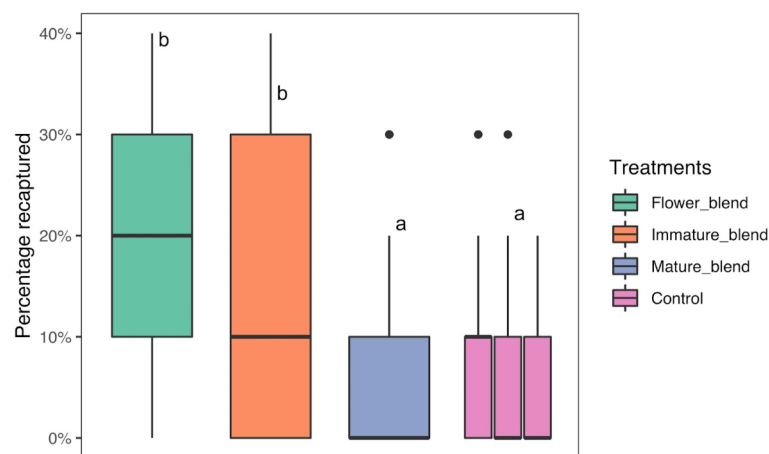 Percentage recaptured
40%
30%
20%
10%
0%
b
b
a
a
Treatments
Flower_blend
Immature_blend
Mature_blend
Control